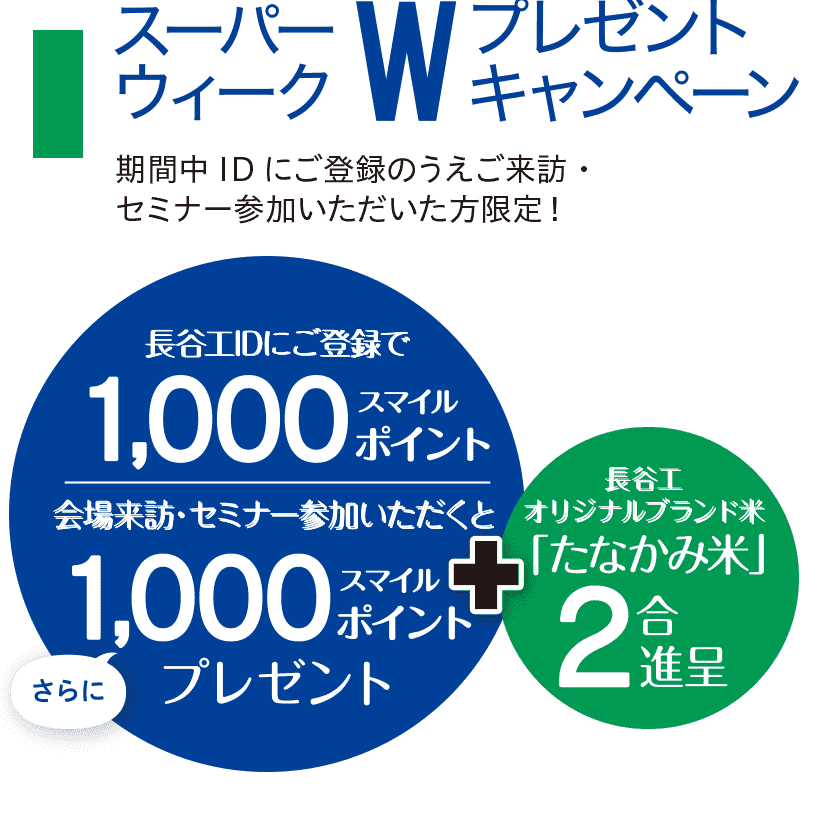 スーパー
ウィーク
W
プレゼント
キャンペーン
期間中 ID にご登録のうえご来訪・
セミナー参加いただいた方限定！
長谷工IDにご登録で
1,000 スマイル
ポイント
会場来訪・セミナー参加いただくと
1,000 スマイル
ポイント
さらに
プレゼント
長谷工
オリジナルブランド米
「たなかみ米」
2合
進呈